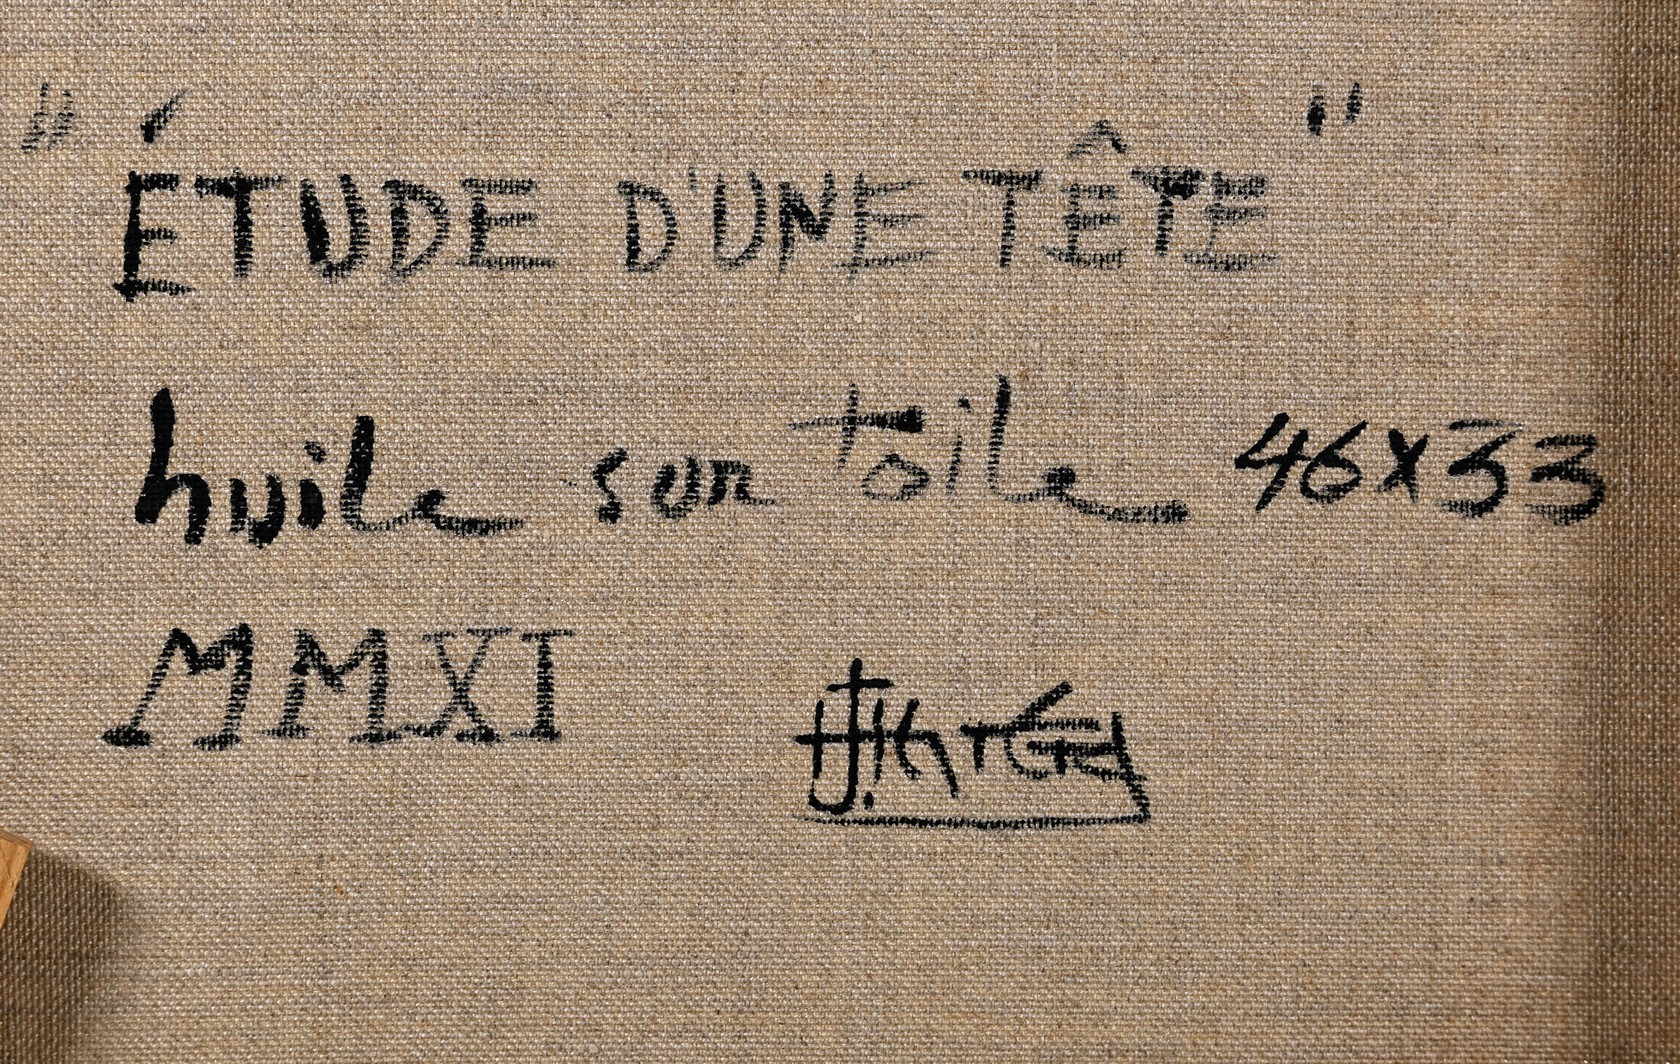 "ÉTUDE D'UNE TÊTE"
huile sur toile 46x33
MMXI